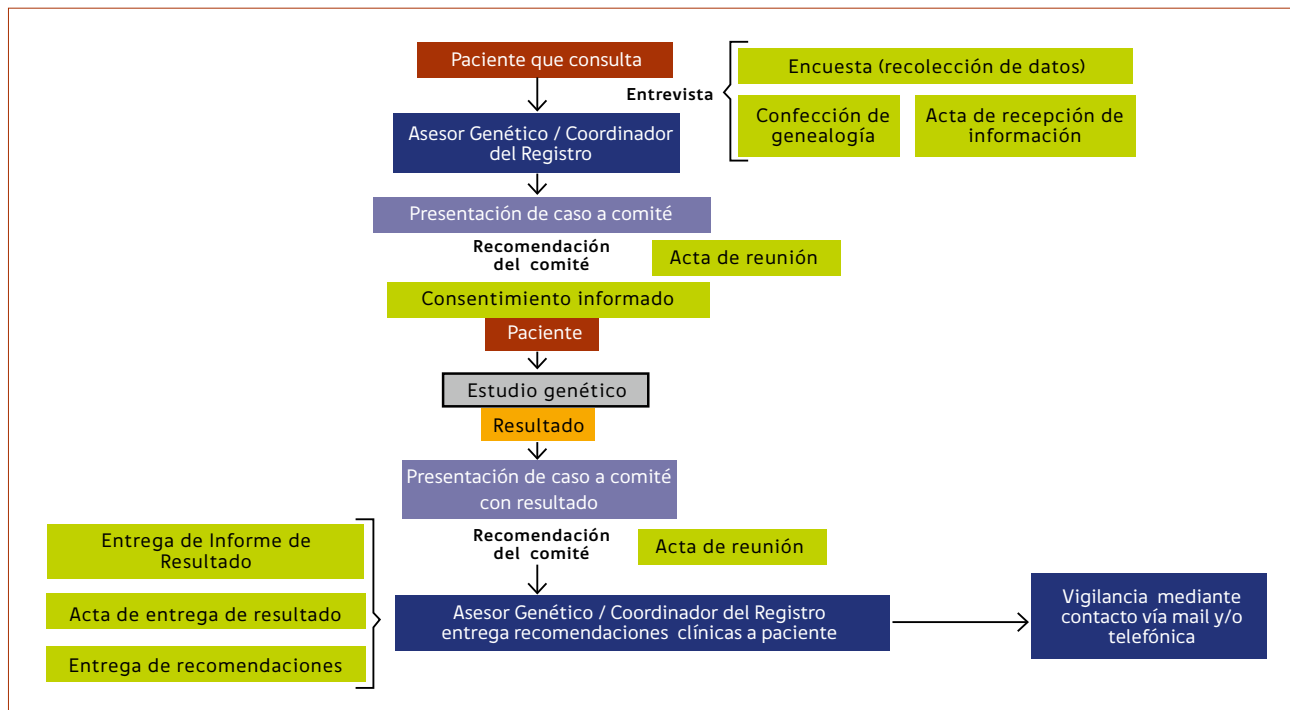 Paciente que consulta
Entrevista
Encuesta (recolección de datos)
Confección de
genealogía
Acta de recepción de
información
Asesor Genético / Coordinador
del Registro
Presentación de caso a comité
Recomendación
del comité
Acta de reunión
Consentimiento informado
Paciente
Estudio genético
Resultado
Presentación de caso a comité
con resultado
Recomendación
del comité
Acta de reunión
Entrega de Informe de
Resultado
Acta de entrega de resultado
Entrega de recomendaciones
Asesor Genético / Coordinador del Registro
entrega recomendaciones clínicas a paciente
Vigilancia mediante
contacto vía mail y/o
telefónica